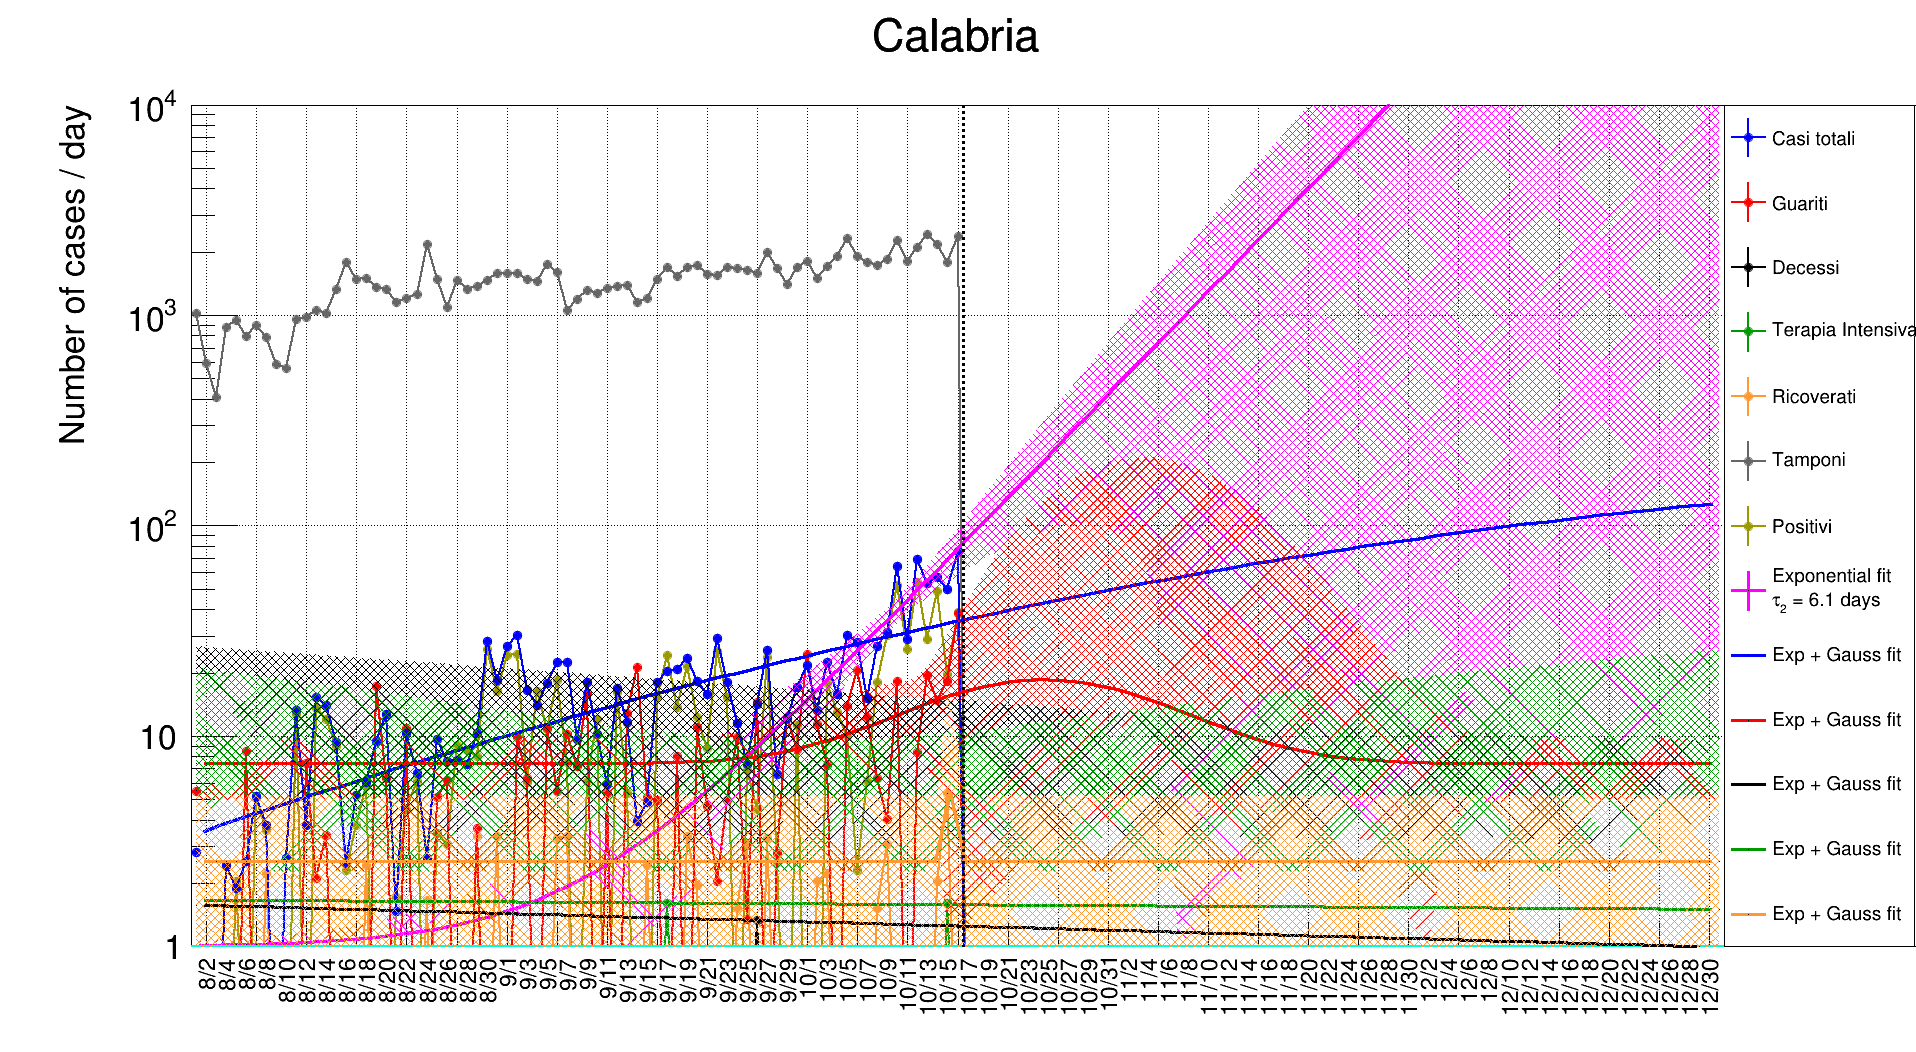 Calabria
Number of cases / day
10⁴
10³
10²
10
1
8/2 8/4 8/6 8/8 8/10 8/12 8/14 8/16 8/18 8/20 8/22 8/24 8/26 8/28 8/30 9/1 9/3 9/5 9/7 9/9 9/11 9/13 9/15 9/17 9/19 9/21 9/23 9/25 9/27 9/29 10/1 10/3 10/5 10/7 10/9 10/11 10/13 10/15 10/17 10/19 10/21 10/23 10/25 10/27 10/29 10/31 11/2 11/4 11/6 11/8 11/10 11/12 11/14 11/16 11/18 11/20 11/22 11/24 11/26 11/28 11/30 12/2 12/4 12/6 12/8 12/10 12/12 12/14 12/16 12/18 12/20 12/22 12/24 12/26 12/28 12/30
Casi totali
Guariti
Decessi
Terapia Intensiva
Ricoverati
Tamponi
Positivi
Exponential fit
τ₂ = 6.1 days
Exp + Gauss fit
Exp + Gauss fit
Exp + Gauss fit
Exp + Gauss fit
Exp + Gauss fit